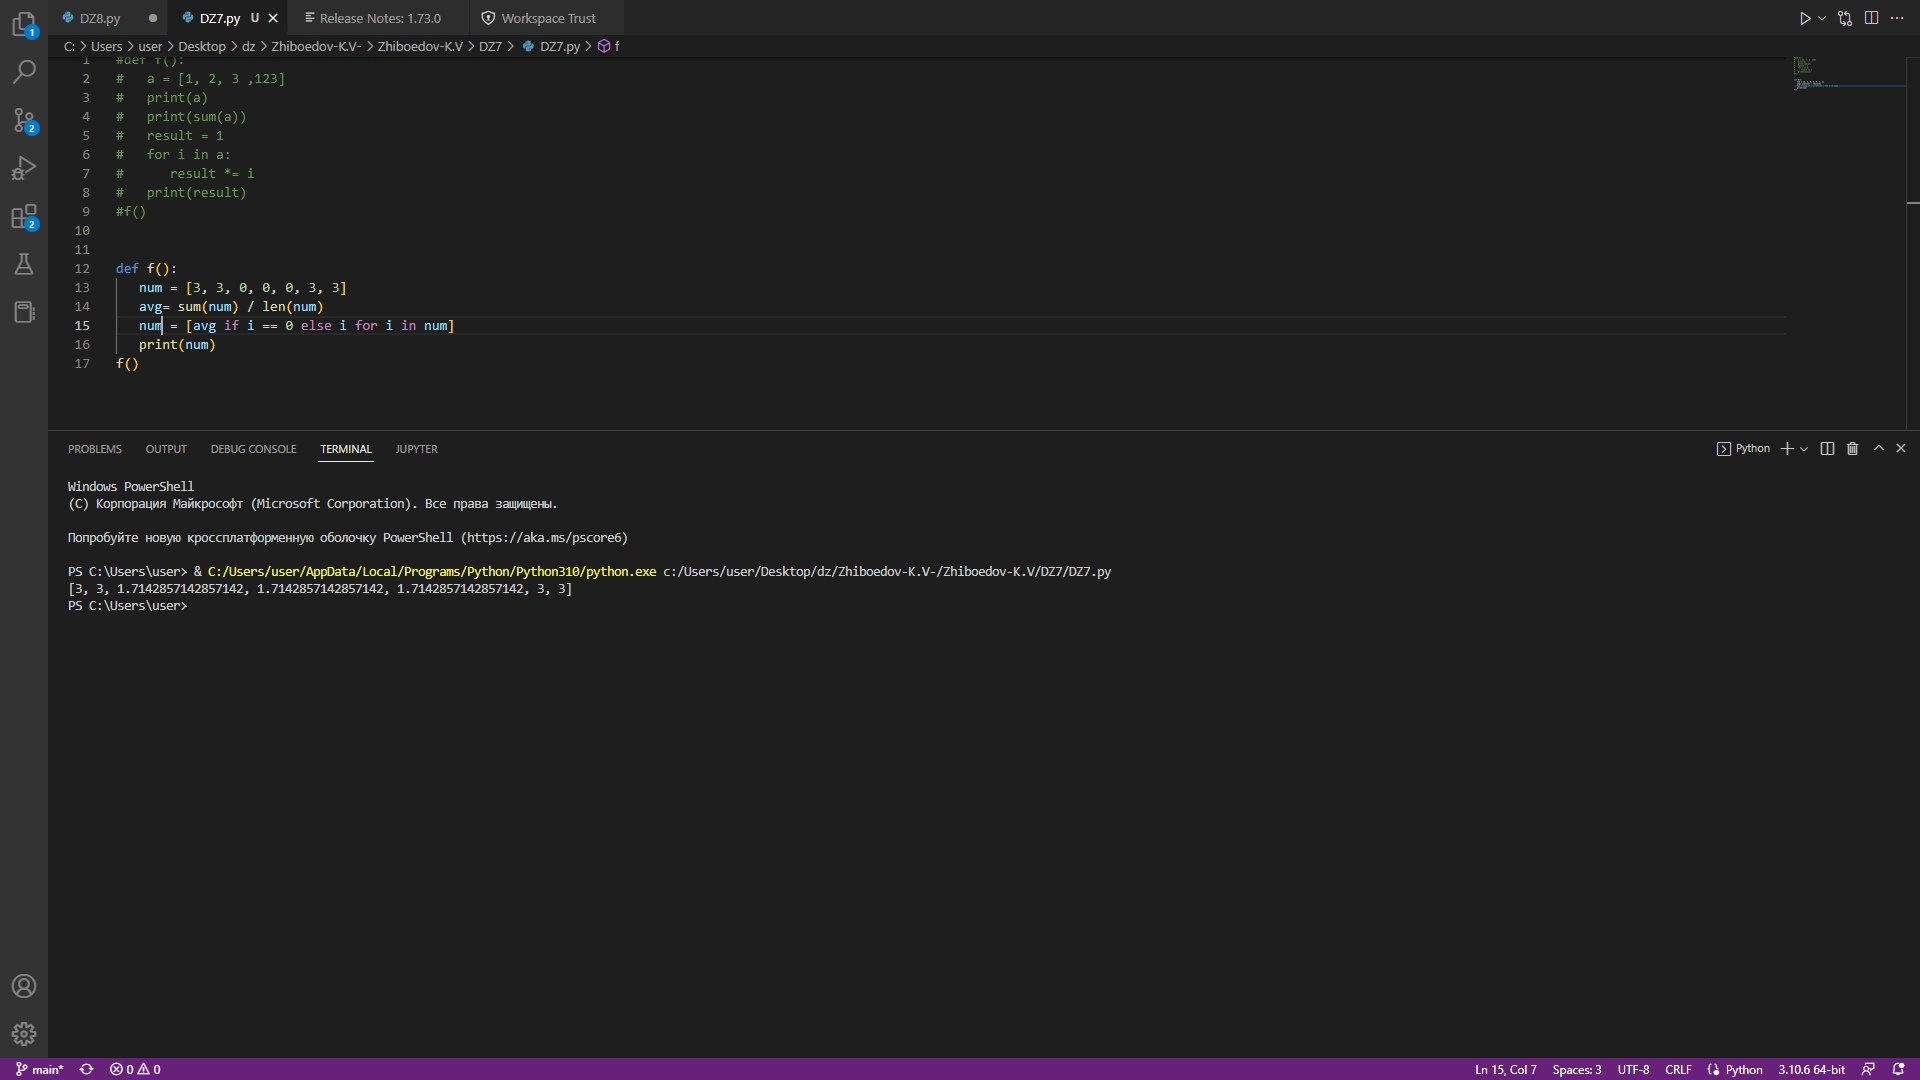 DZ8.py
DZ7.py U
Release Notes: 1.73.0
Workspace Trust
C: > Users > user > Desktop > dz > Zhiboedov-K.V- > Zhiboedov-K.V > DZ7 > DZ7.py > f
1 #def f():
2 #   a = [1, 2, 3 ,123]
3 #   print(a)
4 #   print(sum(a))
5 #   result = 1
6 #   for i in a:
7 #      result *= i
8 #   print(result)
9 #f()
10
11
12 def f():
13    num = [3, 3, 0, 0, 0, 3, 3]
14    avg= sum(num) / len(num)
15    num = [avg if i == 0 else i for i in num]
16    print(num)
17 f()
1
2
2
PROBLEMS OUTPUT DEBUG CONSOLE TERMINAL JUPYTER
Python
Windows PowerShell
(C) Корпорация Майкрософт (Microsoft Corporation). Все права защищены.
Попробуйте новую кроссплатформенную оболочку PowerShell (https://aka.ms/pscore6)
PS C:\Users\user> & C:/Users/user/AppData/Local/Programs/Python/Python310/python.exe c:/Users/user/Desktop/dz/Zhiboedov-K.V-/Zhiboedov-K.V/DZ7/DZ7.py
[3, 3, 1.7142857142857142, 1.7142857142857142, 1.7142857142857142, 3, 3]
PS C:\Users\user>
main* 0 0
Ln 15, Col 7 Spaces: 3 UTF-8 CRLF Python 3.10.6 64-bit